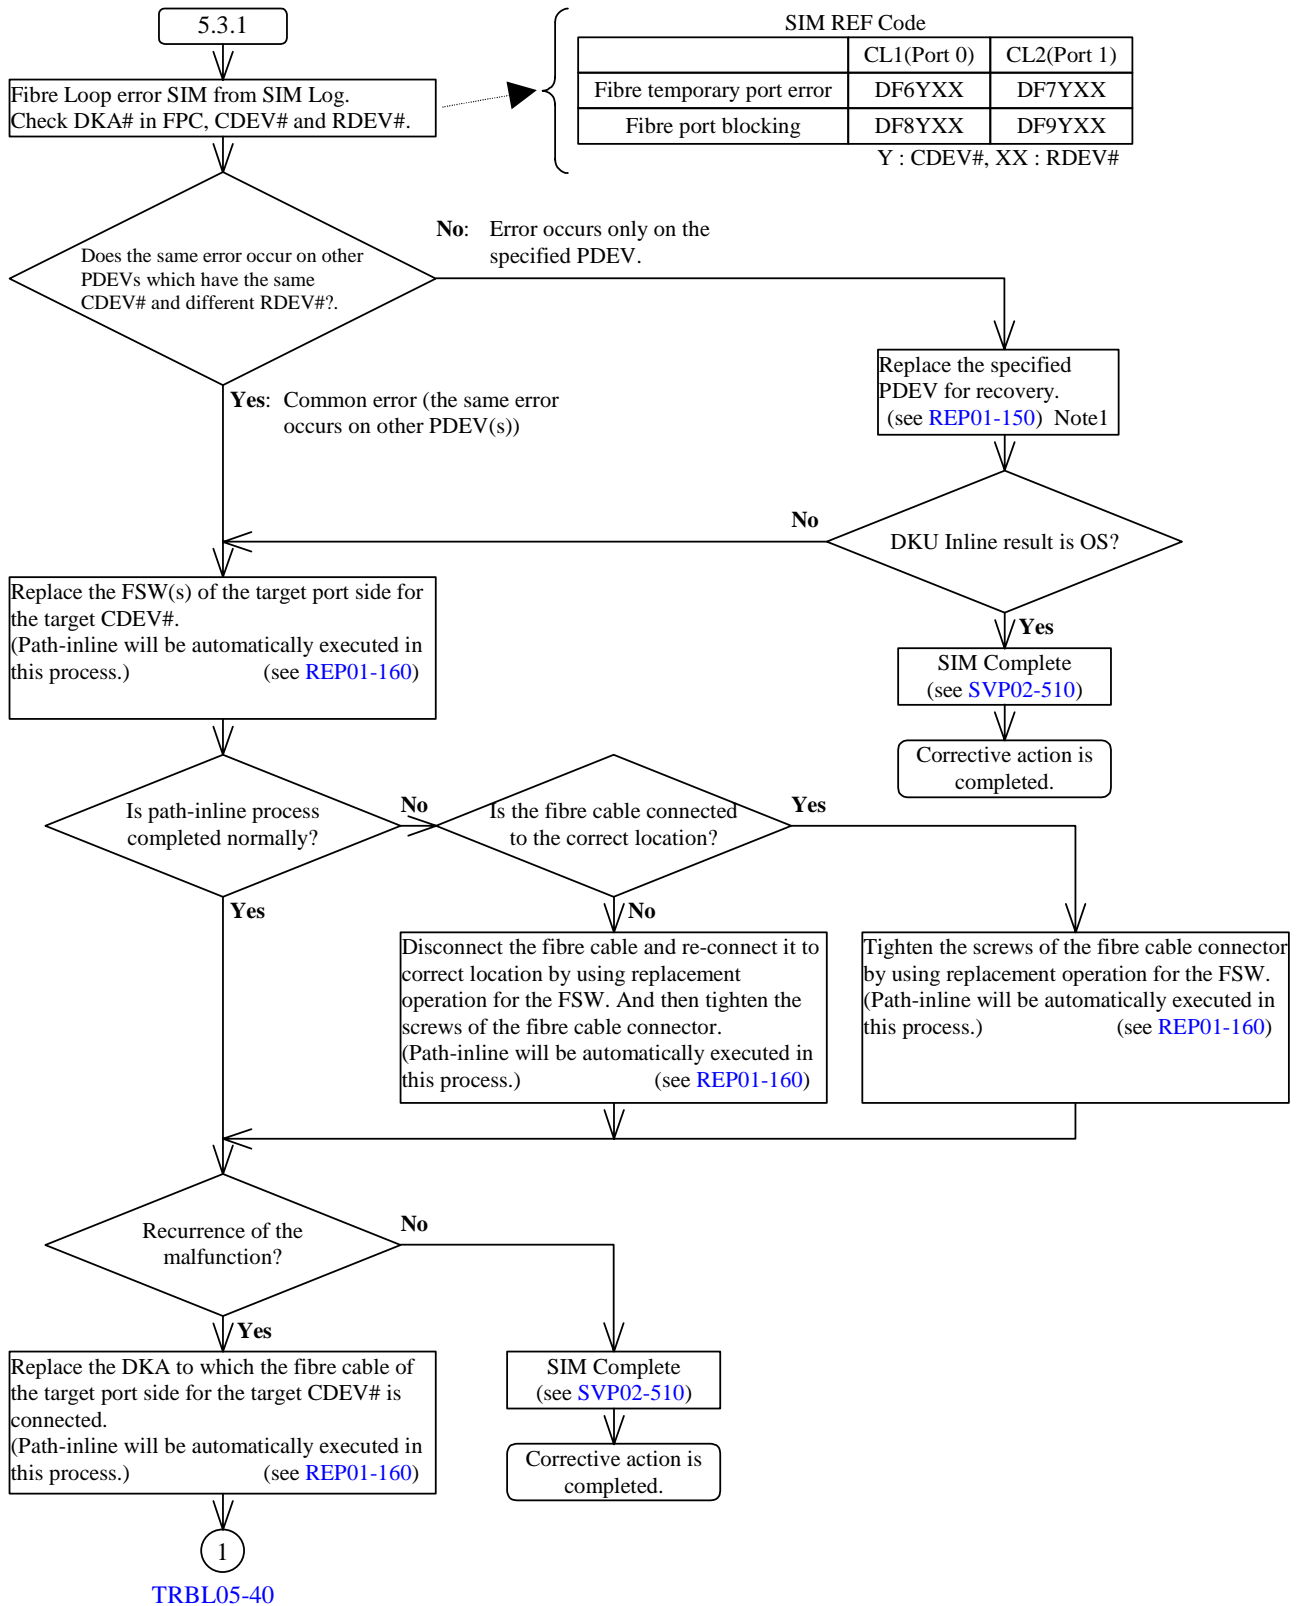 5.3.1
Fibre Loop error SIM from SIM Log.
Check DKA# in FPC, CDEV# and RDEV#.
SIM REF Code
CL1(Port 0) CL2(Port 1)
Fibre temporary port error DF6YXX DF7YXX
Fibre port blocking DF8YXX DF9YXX
Y : CDEV#, XX : RDEV#
Does the same error occur on other
PDEVs which have the same
CDEV# and different RDEV#?.
No: Error occurs only on the
specified PDEV.
Yes: Common error (the same error
occurs on other PDEV(s))
Replace the specified
PDEV for recovery.
(see REP01-150) Note1
DKU Inline result is OS?
No
Yes
SIM Complete
(see SVP02-510)
Corrective action is
completed.
Replace the FSW(s) of the target port side for
the target CDEV#.
(Path-inline will be automatically executed in
this process.) (see REP01-160)
Is path-inline process
completed normally?
No
Yes
Is the fibre cable connected
to the correct location?
Yes
No
Disconnect the fibre cable and re-connect it to
correct location by using replacement
operation for the FSW. And then tighten the
screws of the fibre cable connector.
(Path-inline will be automatically executed in
this process.) (see REP01-160)
Tighten the screws of the fibre cable connector
by using replacement operation for the FSW.
(Path-inline will be automatically executed in
this process.) (see REP01-160)
Recurrence of the
malfunction?
No
Yes
SIM Complete
(see SVP02-510)
Corrective action is
completed.
Replace the DKA to which the fibre cable of
the target port side for the target CDEV# is
connected.
(Path-inline will be automatically executed in
this process.) (see REP01-160)
1
TRBL05-40